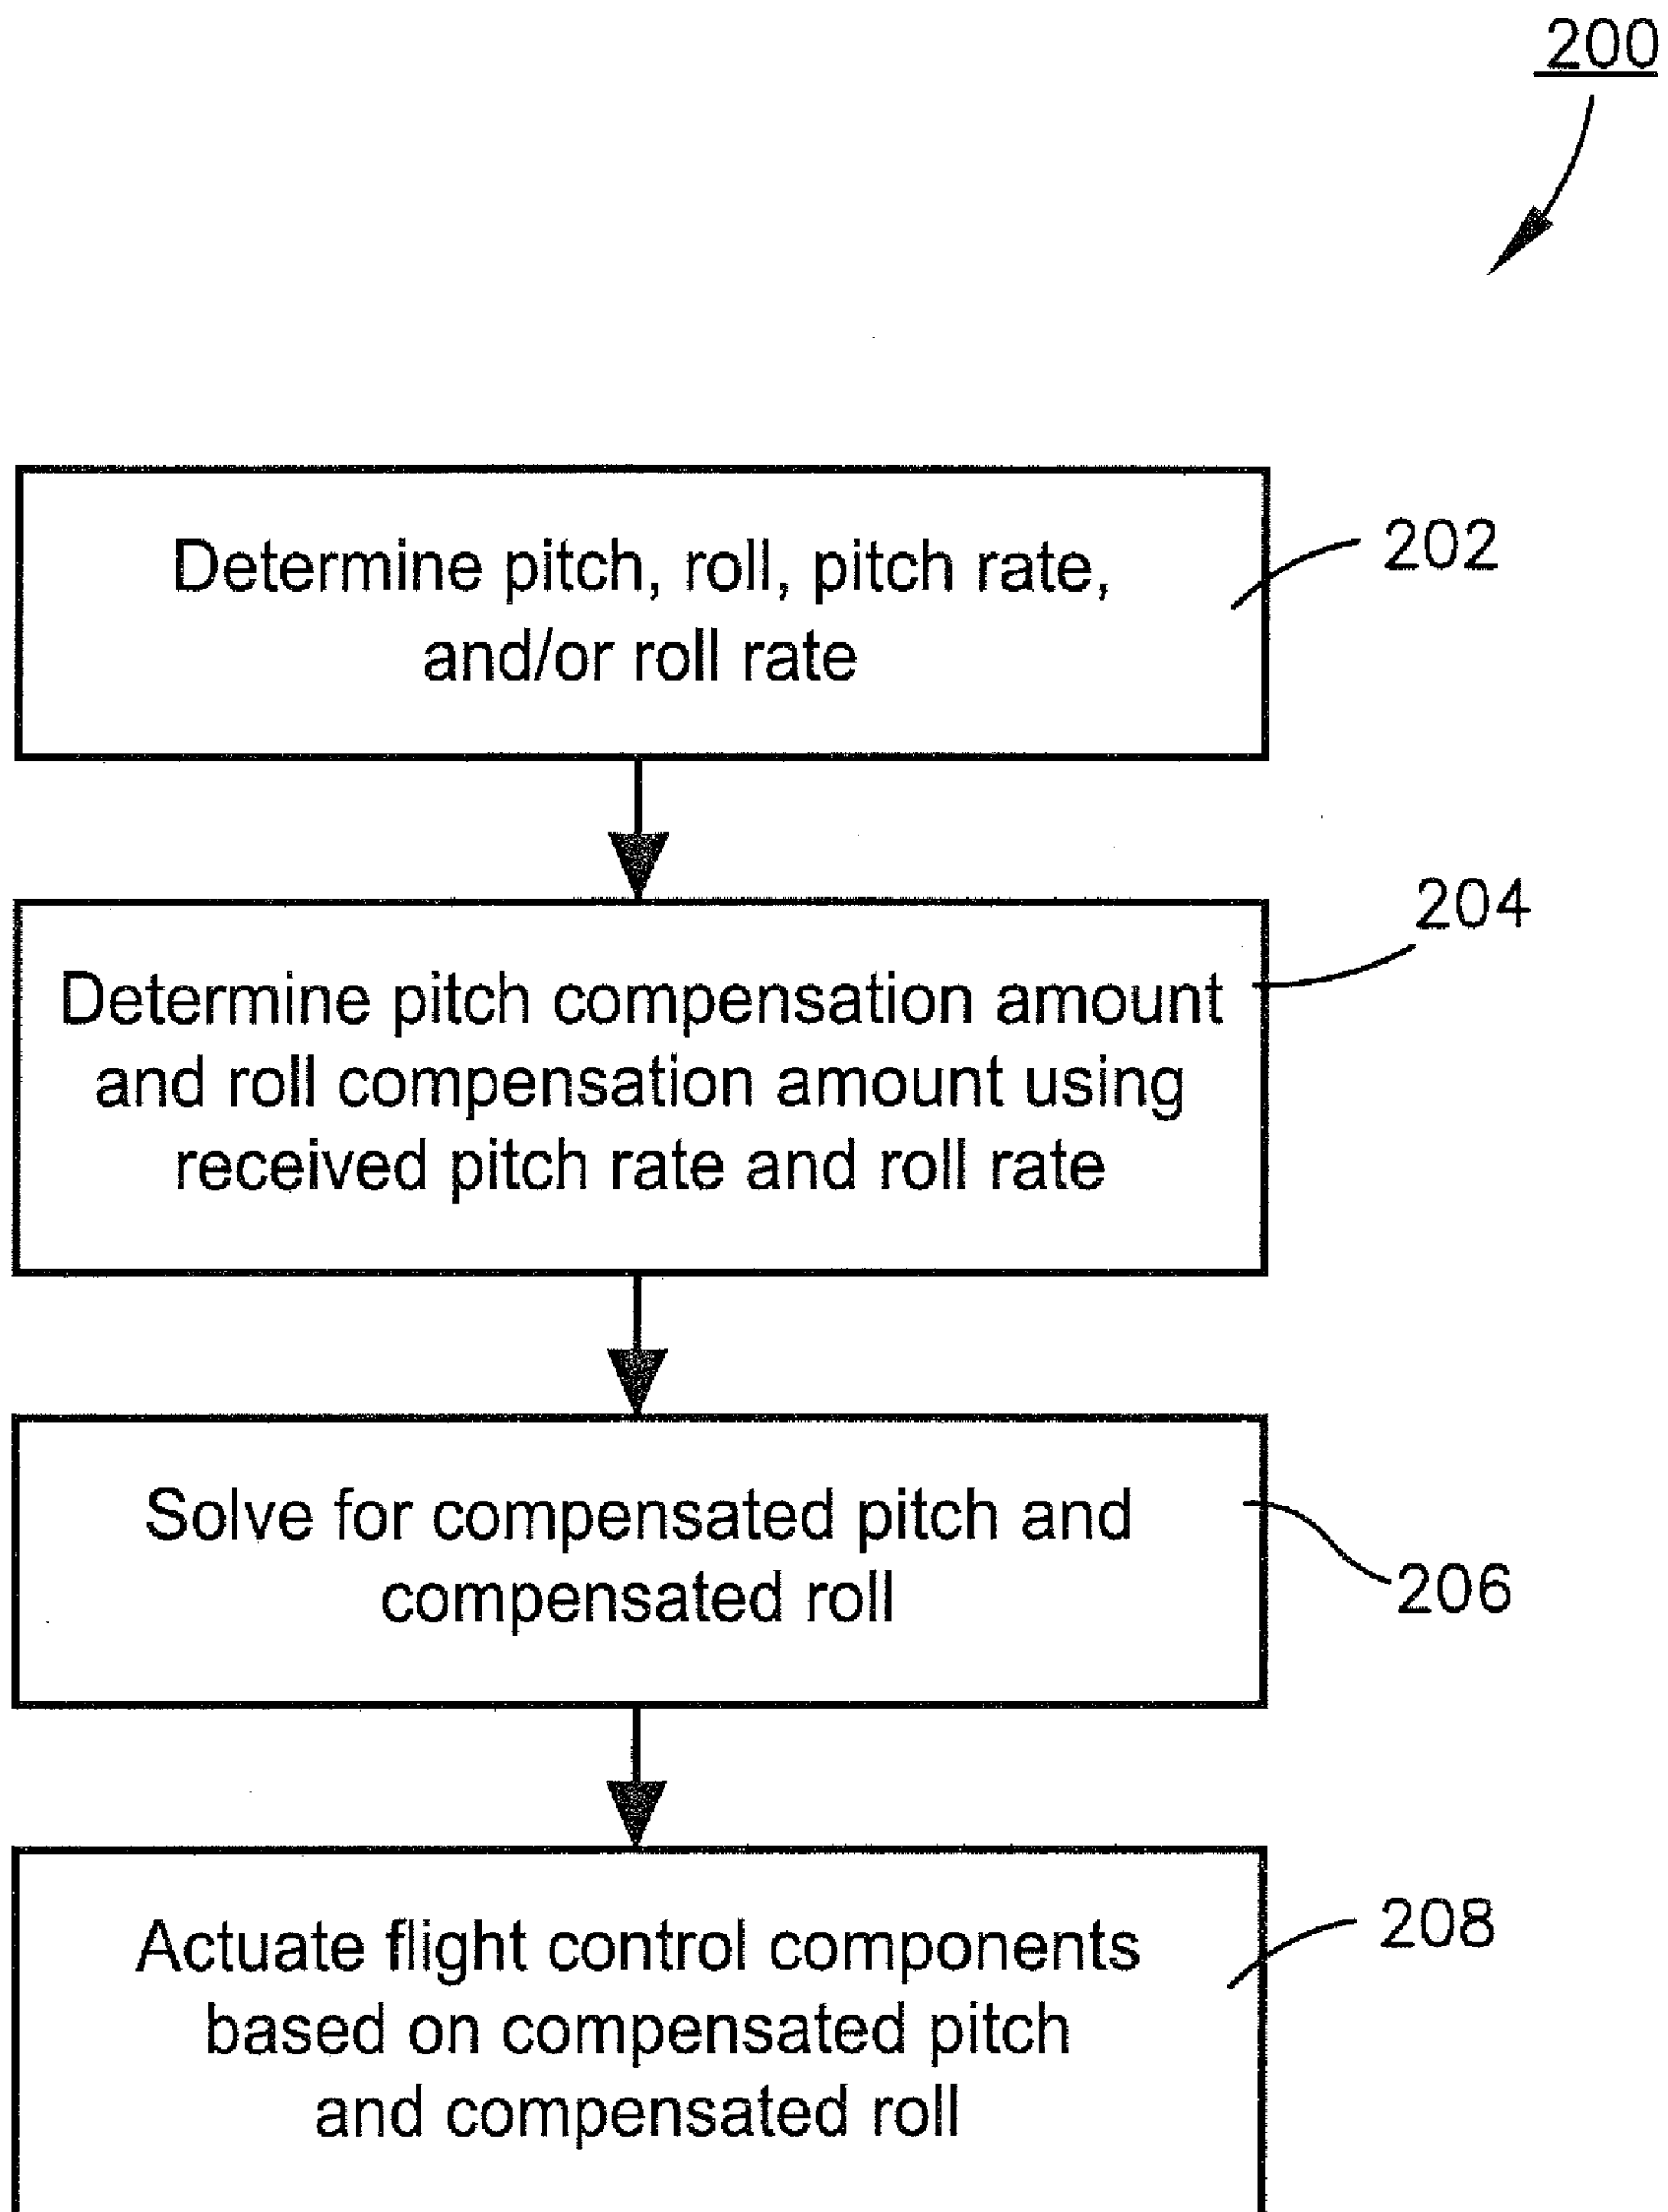 200
Determine pitch, roll, pitch rate,
and/or roll rate
202
Determine pitch compensation amount
and roll compensation amount using
received pitch rate and roll rate
204
Solve for compensated pitch and
compensated roll
206
Actuate flight control components
based on compensated pitch
and compensated roll
208